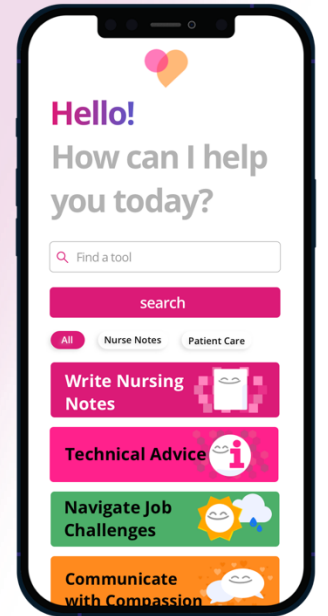 Hello!
How can I help
you today?
Find a tool
search
All Nurse Notes Patient Care
Write Nursing
Notes
Technical Advice
Navigate Job
Challenges
Communicate
with Compassion